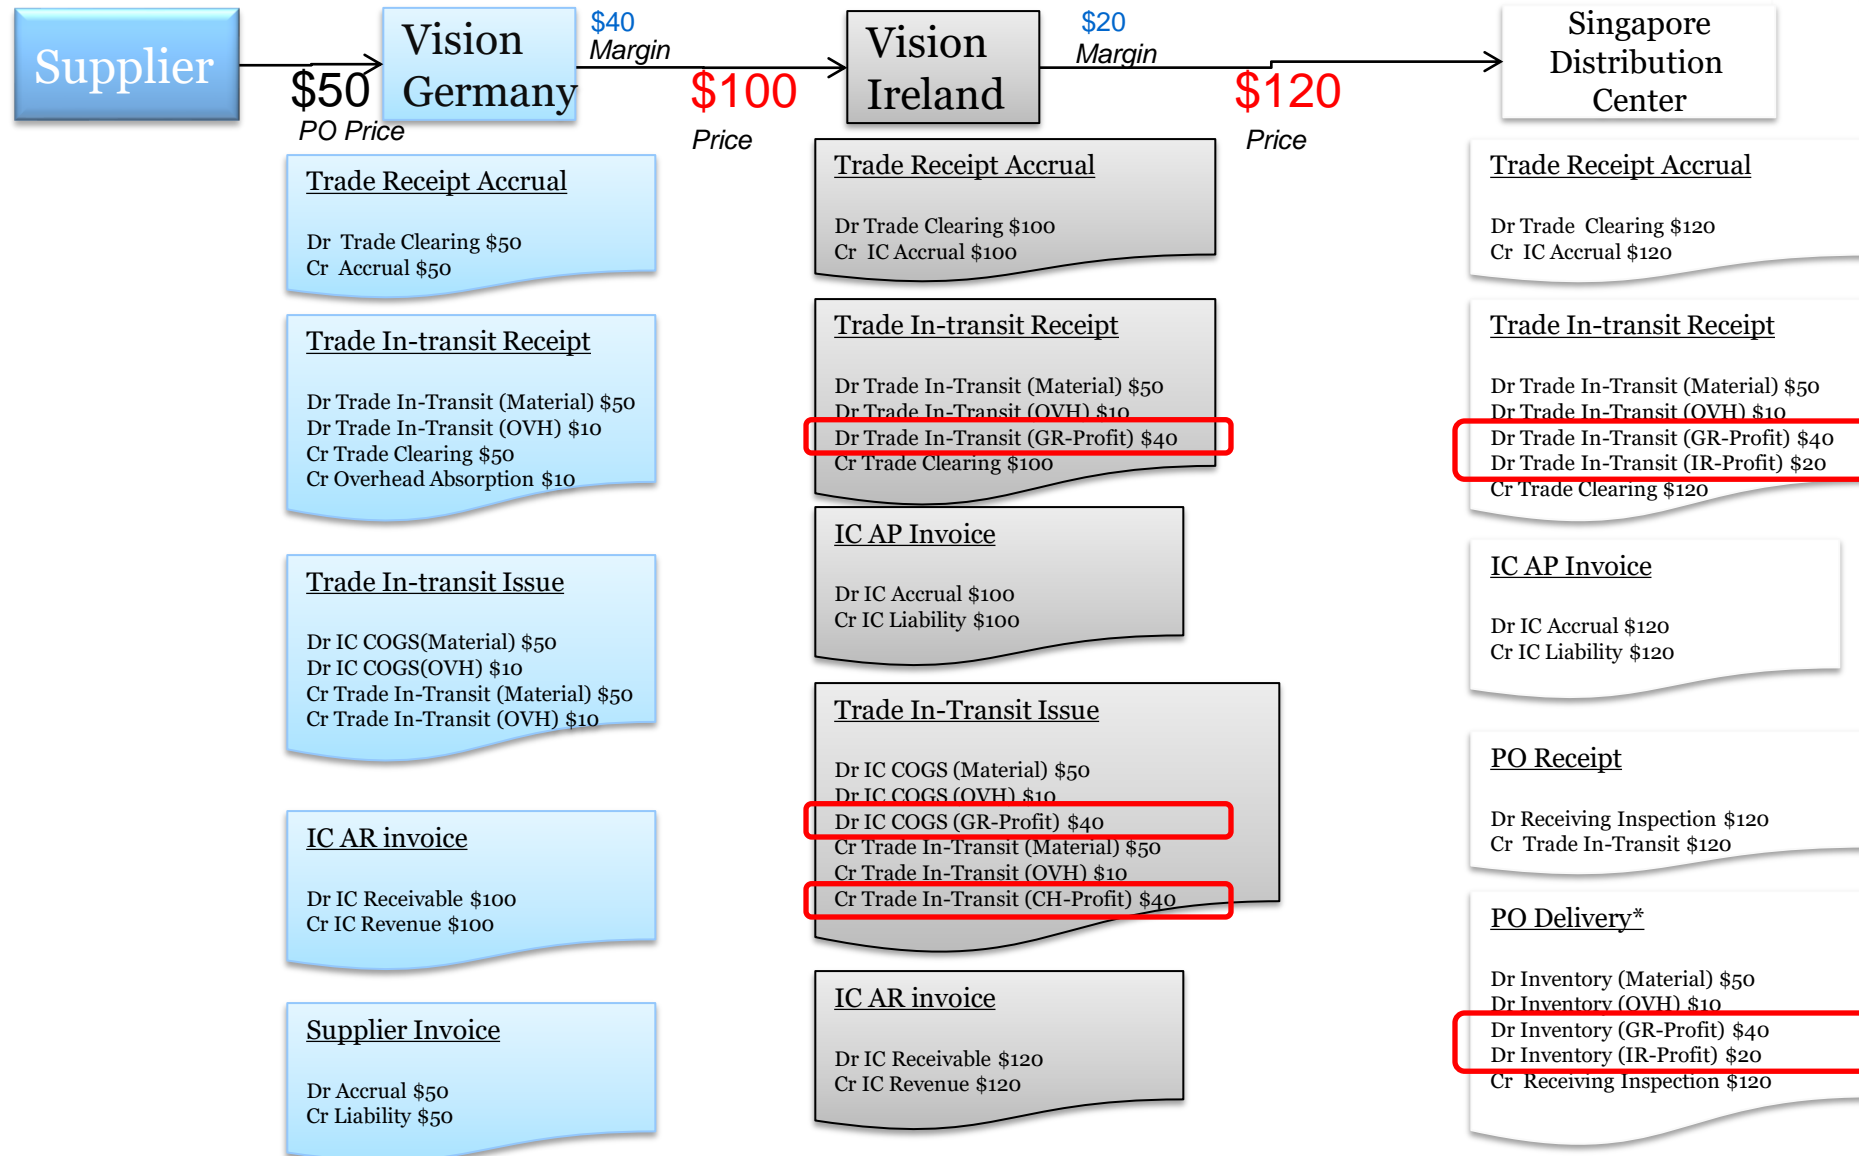 Supplier
$50
PO Price
Vision
Germany
$40
Margin
$100
Price
Vision
Ireland
$20
Margin
$120
Price
Singapore
Distribution
Center
Trade Receipt Accrual
Dr  Trade Clearing $50
Cr  Accrual $50
Trade In-transit Receipt
Dr Trade In-Transit (Material) $50
Dr Trade In-Transit (OVH) $10
Cr Trade Clearing $50
Cr Overhead Absorption $10
Trade In-transit Issue
Dr IC COGS(Material) $50
Dr IC COGS(OVH) $10
Cr Trade In-Transit (Material) $50
Cr Trade In-Transit (OVH) $10
IC AR invoice
Dr IC Receivable $100
Cr IC Revenue $100
Supplier Invoice
Dr Accrual $50
Cr Liability $50
Trade Receipt Accrual
Dr Trade Clearing $100
Cr  IC Accrual $100
Trade In-transit Receipt
Dr Trade In-Transit (Material) $50
Dr Trade In-Transit (OVH) $10
Dr Trade In-Transit (GR-Profit) $40
Cr Trade Clearing $100
IC AP Invoice
Dr IC Accrual $100
Cr IC Liability $100
Trade In-Transit Issue
Dr IC COGS (Material) $50
Dr IC COGS (OVH) $10
Dr IC COGS (GR-Profit) $40
Cr Trade In-Transit (Material) $50
Cr Trade In-Transit (OVH) $10
Cr Trade In-Transit (CH-Profit) $40
IC AR invoice
Dr IC Receivable $120
Cr IC Revenue $120
Trade Receipt Accrual
Dr Trade  Clearing $120
Cr  IC Accrual $120
Trade In-transit Receipt
Dr Trade In-Transit (Material) $50
Dr Trade In-Transit (OVH) $10
Dr Trade In-Transit (GR-Profit) $40
Dr Trade In-Transit (IR-Profit) $20
Cr Trade Clearing $120
IC AP Invoice
Dr IC Accrual $120
Cr IC Liability $120
PO Receipt
Dr Receiving Inspection $120
Cr  Trade In-Transit $120
PO Delivery*
Dr Inventory (Material) $50
Dr Inventory (OVH) $10
Dr Inventory (GR-Profit) $40
Dr Inventory (IR-Profit) $20
Cr  Receiving Inspection $120